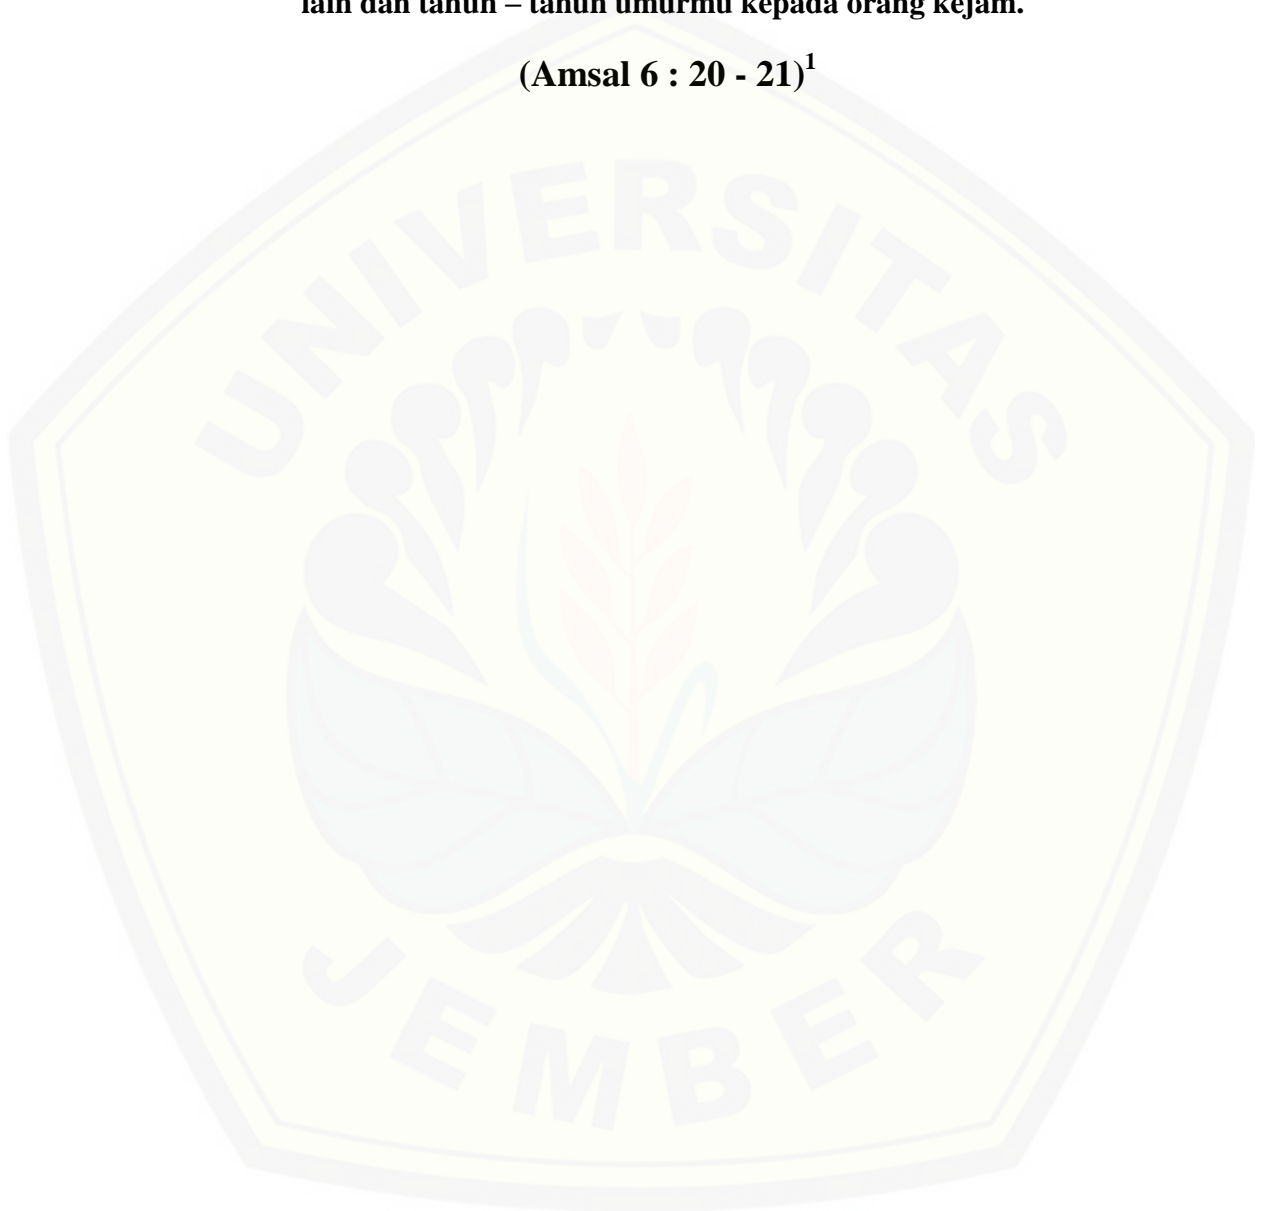 lain dan tahun – tahun umurmu kepada orang kejam.
(Amsal 6 : 20 - 21)1
UNIVERSITAS
JEMBER